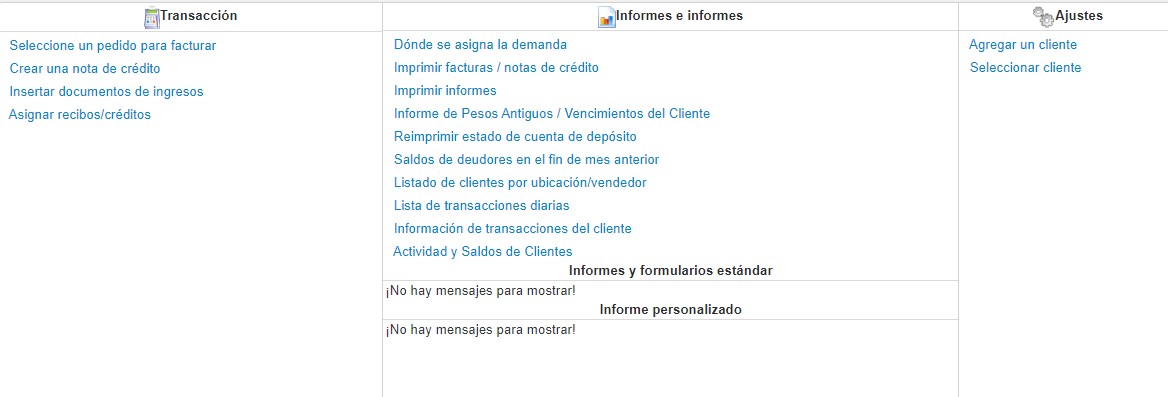 Transacción
Seleccione un pedido para facturar
Crear una nota de crédito
Insertar documentos de ingresos
Asignar recibos/créditos
Informes e informes
Dónde se asigna la demanda
Imprimir facturas / notas de crédito
Imprimir informes
Informe de Pesos Antiguos / Vencimientos del Cliente
Reimprimir estado de cuenta de depósito
Saldos de deudores en el fin de mes anterior
Listado de clientes por ubicación/vendedor
Lista de transacciones diarias
Información de transacciones del cliente
Actividad y Saldos de Clientes
Informes y formularios estándar
¡No hay mensajes para mostrar!
Informe personalizado
¡No hay mensajes para mostrar!
Ajustes
Agregar un cliente
Seleccionar cliente